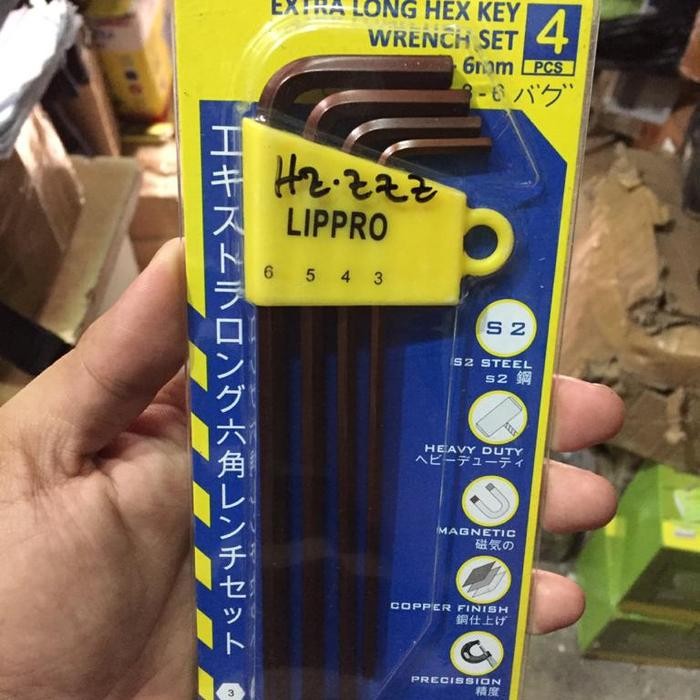 EXTRA LONG HEX KEY
WRENCH SET
4
PCS
6mm
- 6 バグ
HZ.ZZZ
LIPPRO
6 5 4 3
エキストラロング六角レンチセット
S2
S2 STEEL
S2 鋼
HEAVY DUTY
ヘビーデューティ
MAGNETIC
磁気の
COPPER FINISH
銅仕上げ
PRECISSION
精度
3